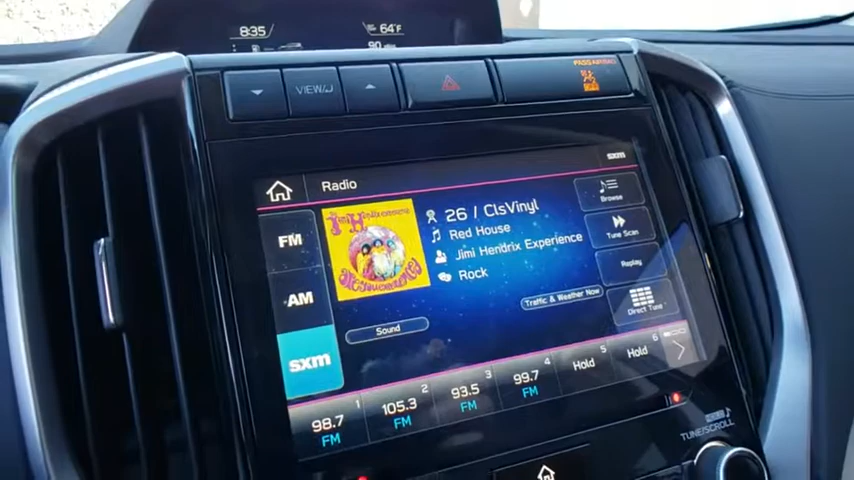 8:35
64°F
90
VIEW/
PASS AIRBAG
Radio
sxm
26 / ClsVinyl
Red House
Jimi Hendrix Experience
Rock
FM
AM
sxm
Browse
Tune Scan
Replay
Direct Tune
Traffic & Weather Now
Sound
1
98.7
FM
2
105.3
FM
3
93.5
FM
4
99.7
FM
5
Hold
6
Hold
TUNE/SCROLL